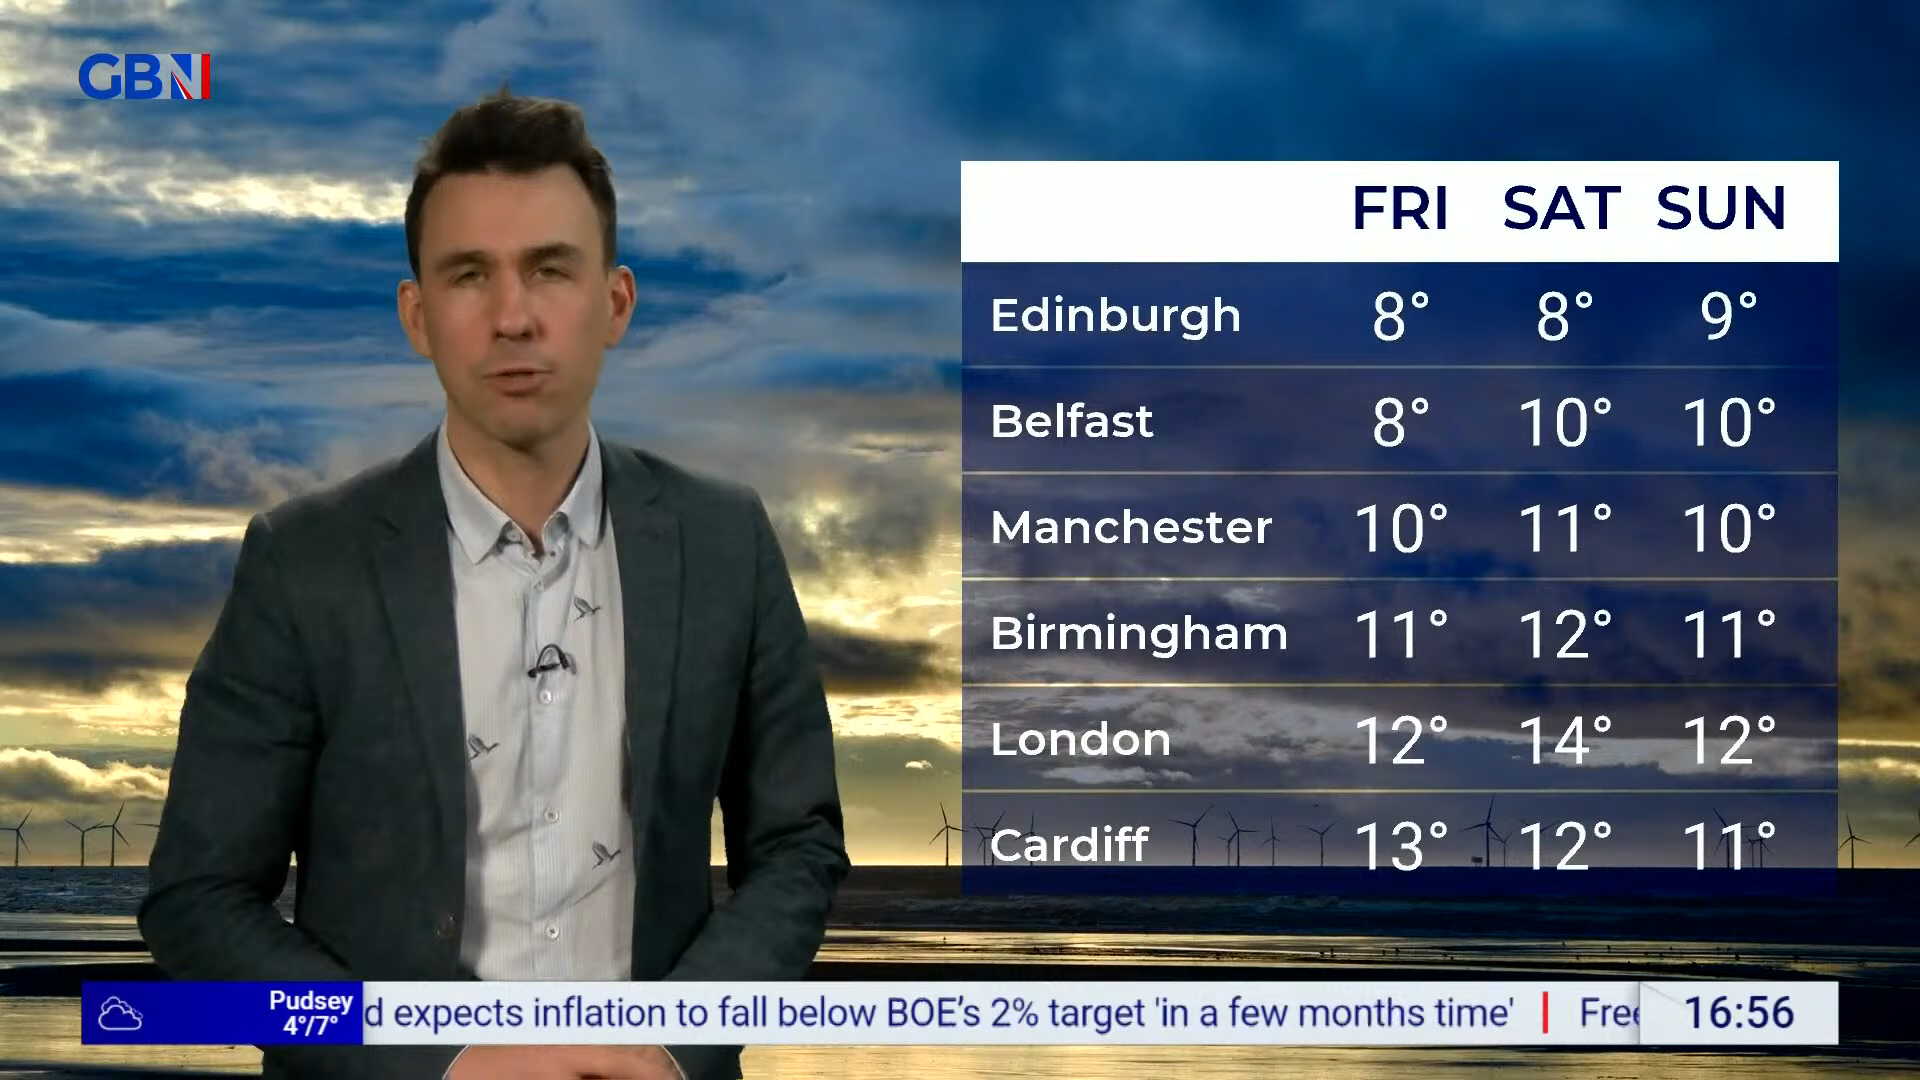 GBN
FRI SAT SUN
Edinburgh 8° 8° 9°
Belfast 8° 10° 10°
Manchester 10° 11° 10°
Birmingham 11° 12° 11°
London 12° 14° 12°
Cardiff 13° 12° 11°
Pudsey
4°/7°
d expects inflation to fall below BOE's 2% target 'in a few months time' | Free
16:56